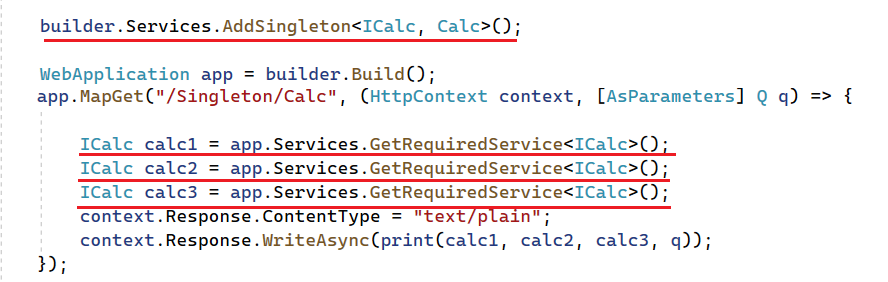 builder.Services.AddSingleton<ICalc, Calc>();
WebApplication app = builder.Build();
app.MapGet("/Singleton/Calc", (HttpContext context, [AsParameters] Q q) => {
ICalc calc1 = app.Services.GetRequiredService<ICalc>();
ICalc calc2 = app.Services.GetRequiredService<ICalc>();
ICalc calc3 = app.Services.GetRequiredService<ICalc>();
context.Response.ContentType = "text/plain";
context.Response.WriteAsync(print(calc1, calc2, calc3, q));
});